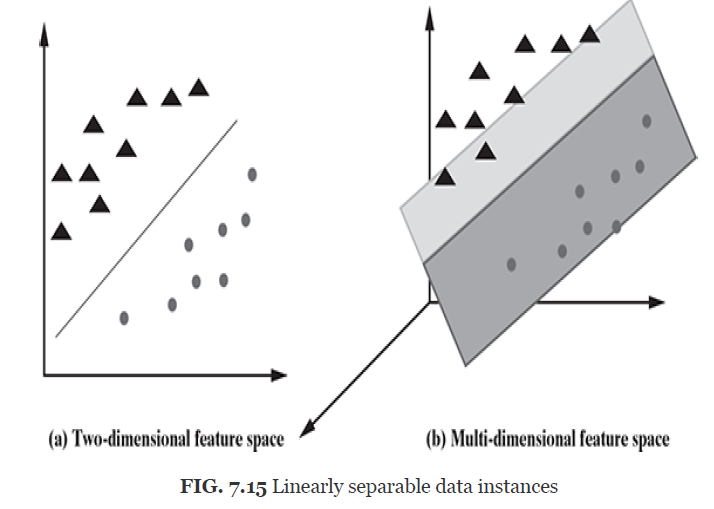 (a) Two-dimensional feature space
(b) Multi-dimensional feature space
FIG. 7.15 Linearly separable data instances